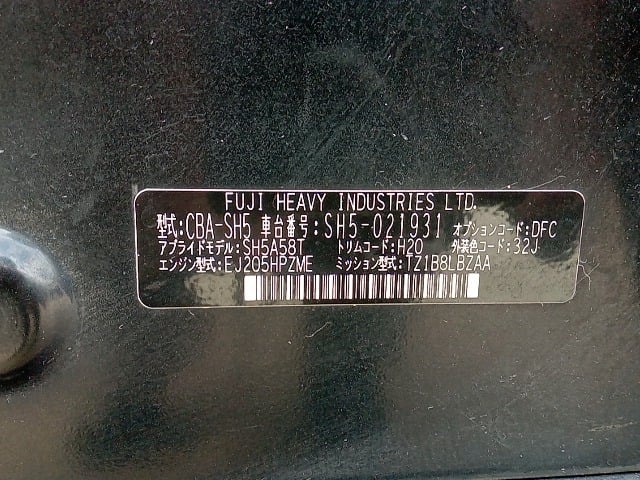 FUJI HEAVY INDUSTRIES LTD.
型式:CBA-SH5 車台番号:SH5-021931 オプションコード:DFC
アプライドモデル:SH5A58T トリムコード:H20 外装色コード:32J
エンジン型式:EJ205HPZME ミッション型式:TZ1B8LBZAA